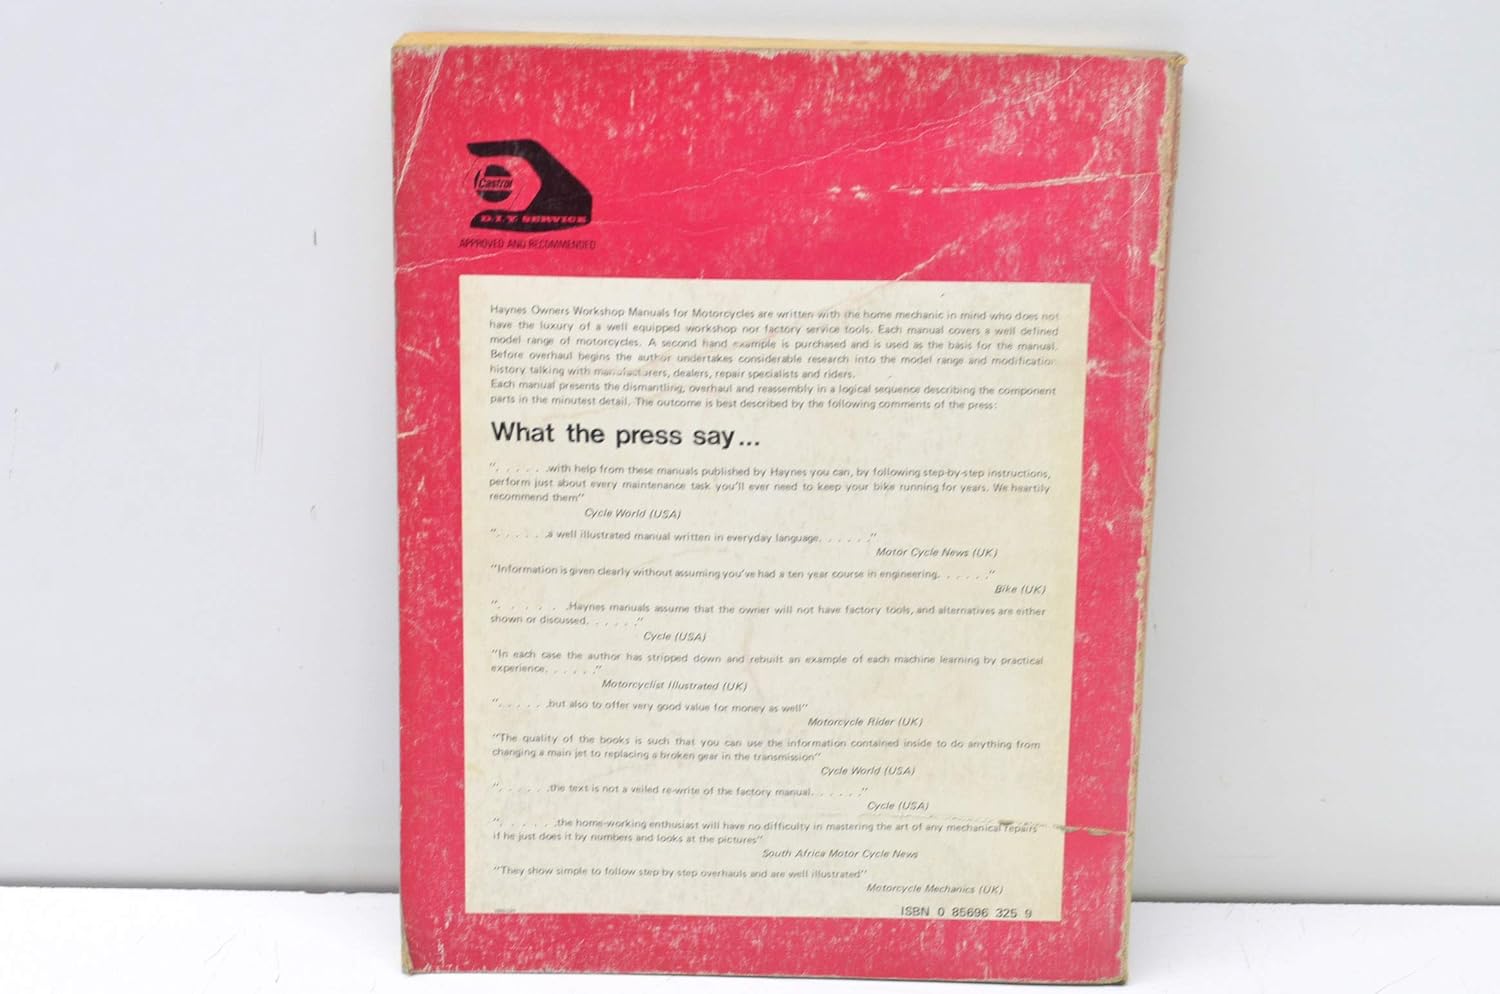 Castrol
D.I.Y. SERVICE
APPROVED AND RECOMMENDED
Haynes Owners Workshop Manuals for Motorcycles are written with the home mechanic in mind who does not
have the luxury of a well equipped workshop nor factory service tools. Each manual covers a well defined
model range of motorcycles. A second hand example is purchased and is used as the basis for the manual.
Before overhaul begins the author undertakes considerable research into the model range and modification
history talking with manufacturers, dealers, repair specialists and riders.
Each manual presents the dismantling, overhaul and reassembly in a logical sequence describing the component
parts in the minutest detail. The outcome is best described by the following comments of the press:
What the press say...
". . . . . .with help from these manuals published by Haynes you can, by following step-by-step instructions,
perform just about every maintenance task you'll ever need to keep your bike running for years. We heartily
recommend them"
Cycle World (USA)
". . . . . .a well illustrated manual written in everyday language. . . . . ."
Motor Cycle News (UK)
"Information is given clearly without assuming you've had a ten year course in engineering. . . . . ."
Bike (UK)
". . . . . .Haynes manuals assume that the owner will not have factory tools, and alternatives are either
shown or discussed. . . . . ."
Cycle (USA)
"In each case the author has stripped down and rebuilt an example of each machine learning by practical
experience. . . . . ."
Motorcyclist Illustrated (UK)
". . . . . .but also to offer very good value for money as well"
Motorcycle Rider (UK)
"The quality of the books is such that you can use the information contained inside to do anything from
changing a main jet to replacing a broken gear in the transmission"
Cycle World (USA)
". . . . . .the text is not a veiled re-write of the factory manual. . . . . ."
Cycle (USA)
". . . . . .the home-working enthusiast will have no difficulty in mastering the art of any mechanical repairs
if he just does it by numbers and looks at the pictures"
South Africa Motor Cycle News
"They show simple to follow step by step overhauls and are well illustrated"
Motorcycle Mechanics (UK)
ISBN 0 85696 325 9